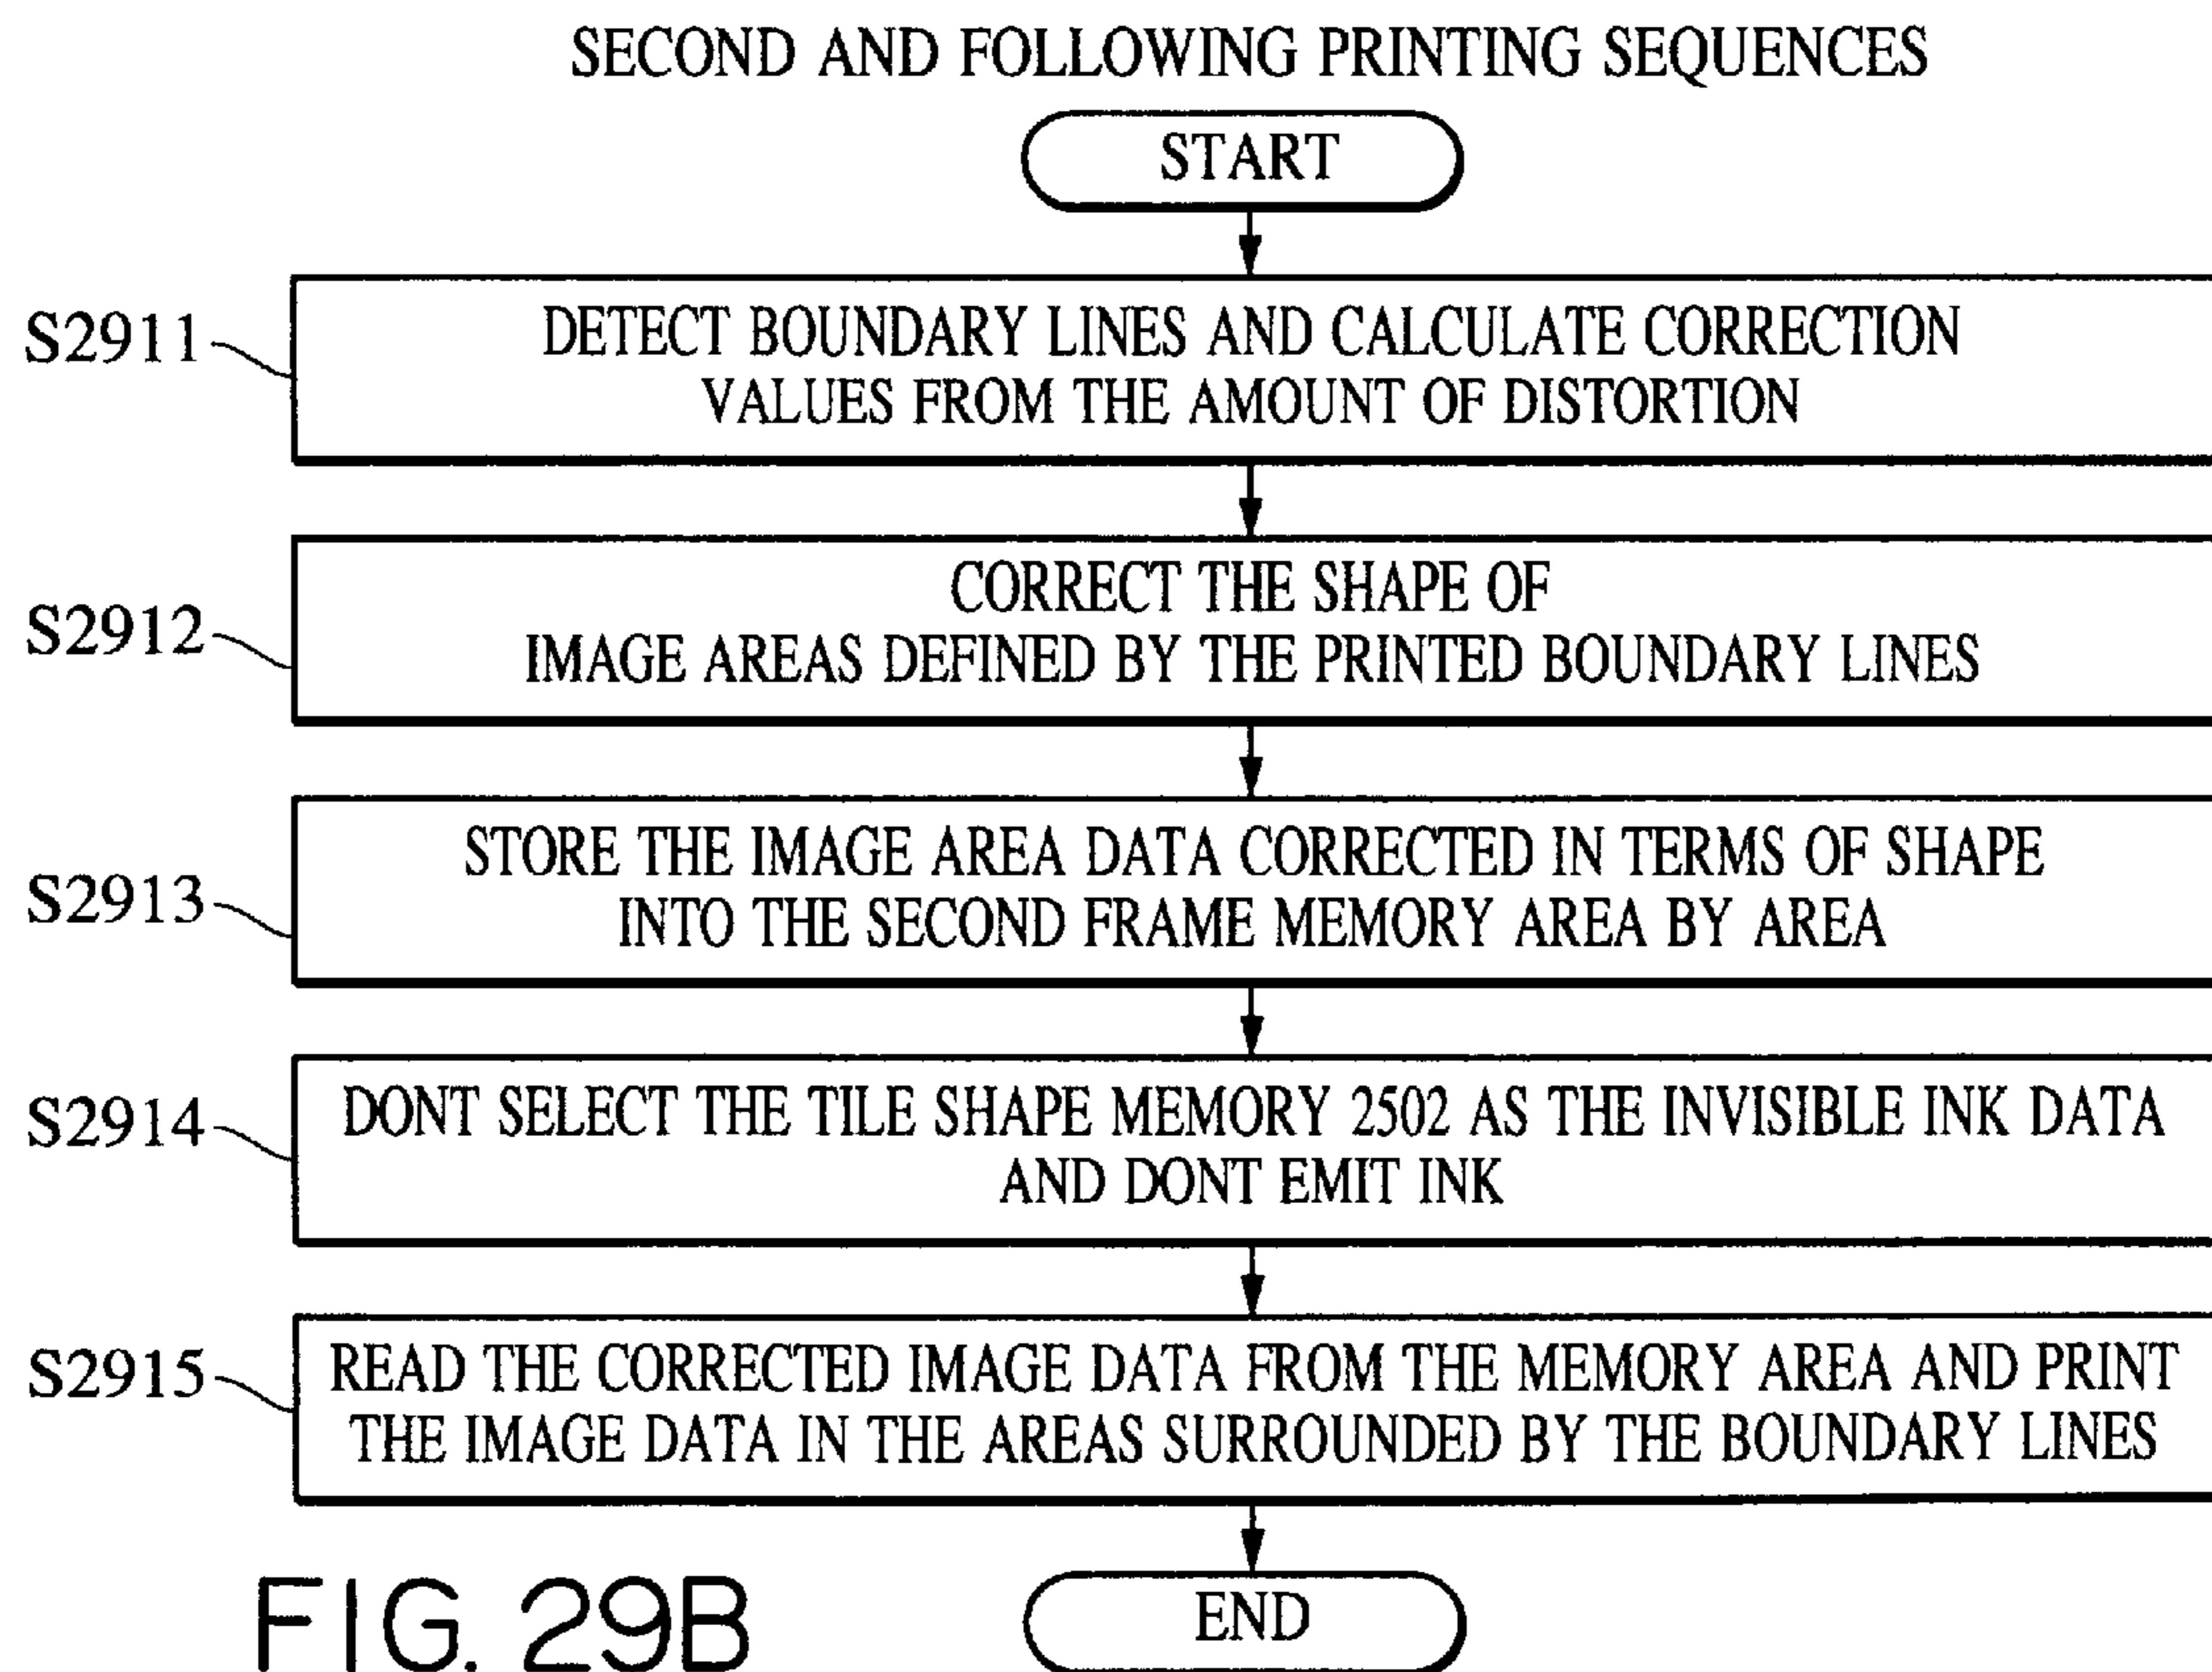 SECOND AND FOLLOWING PRINTING SEQUENCES
START
S2911
DETECT BOUNDARY LINES AND CALCULATE CORRECTION
VALUES FROM THE AMOUNT OF DISTORTION
S2912
CORRECT THE SHAPE OF
IMAGE AREAS DEFINED BY THE PRINTED BOUNDARY LINES
S2913
STORE THE IMAGE AREA DATA CORRECTED IN TERMS OF SHAPE
INTO THE SECOND FRAME MEMORY AREA BY AREA
S2914
DONT SELECT THE TILE SHAPE MEMORY 2502 AS THE INVISIBLE INK DATA
AND DONT EMIT INK
S2915
READ THE CORRECTED IMAGE DATA FROM THE MEMORY AREA AND PRINT
THE IMAGE DATA IN THE AREAS SURROUNDED BY THE BOUNDARY LINES
END
FIG. 29B